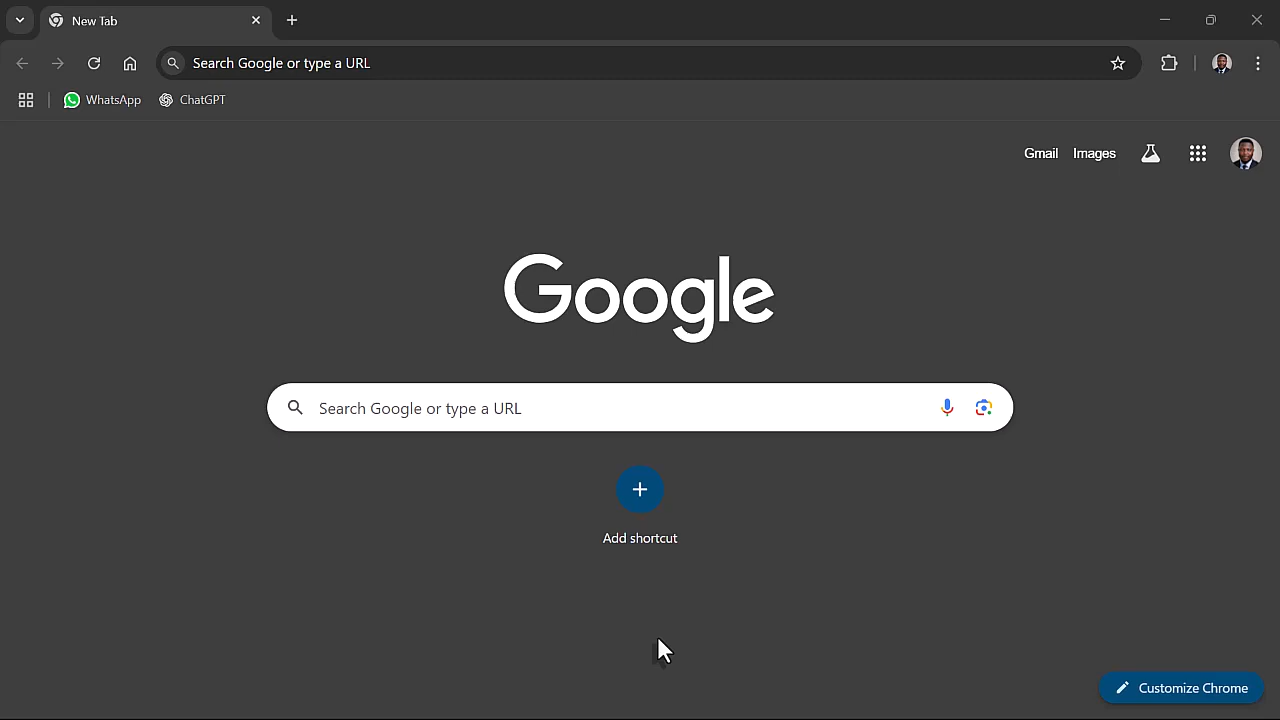 New Tab
Search Google or type a URL
WhatsApp
ChatGPT
Gmail Images
Google
Search Google or type a URL
Add shortcut
Customize Chrome